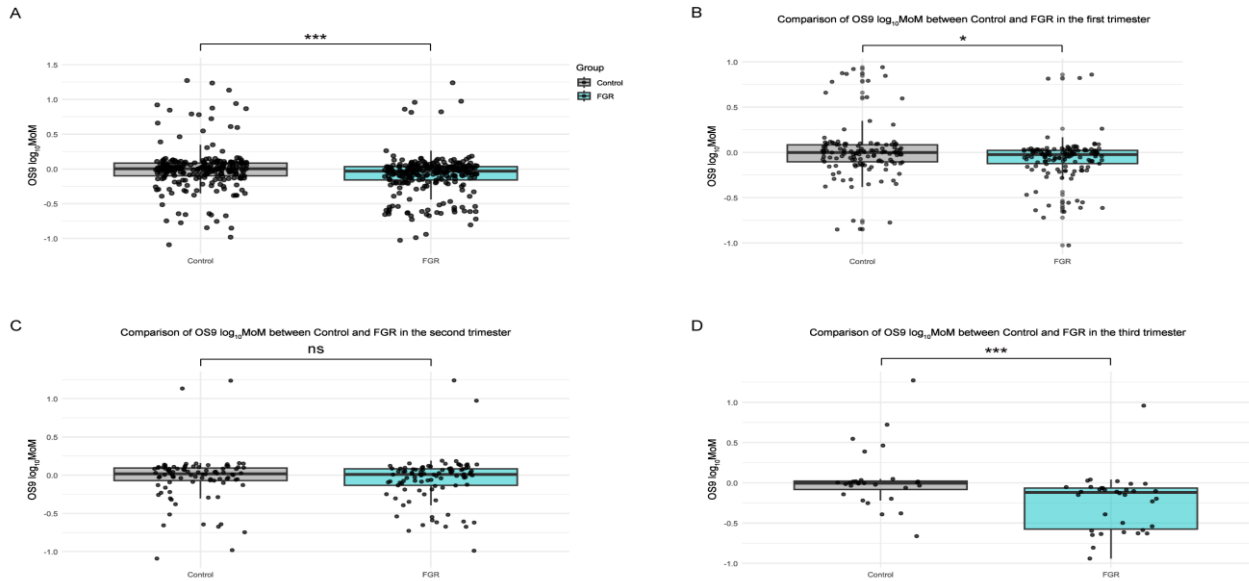 A
***
OS9 log₁₀MoM
1.5
1.0
0.5
0.0
-0.5
-1.0
Control
FGR
Group
Control
FGR
B
Comparison of OS9 log₁₀MoM between Control and FGR in the first trimester
*
OS9 log₁₀MoM
1.0
0.5
0.0
-0.5
-1.0
Control
FGR
C
Comparison of OS9 log₁₀MoM between Control and FGR in the second trimester
ns
OS9 log₁₀MoM
1.0
0.5
0.0
-0.5
-1.0
Control
FGR
D
Comparison of OS9 log₁₀MoM between Control and FGR in the third trimester
***
OS9 log₁₀MoM
1.0
0.5
0.0
-0.5
-1.0
Control
FGR